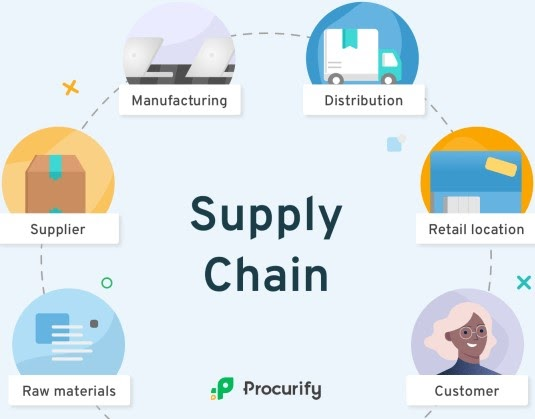 Manufacturing
Distribution
Supplier
Retail location
Supply
Chain
Raw materials
Customer
Procurify